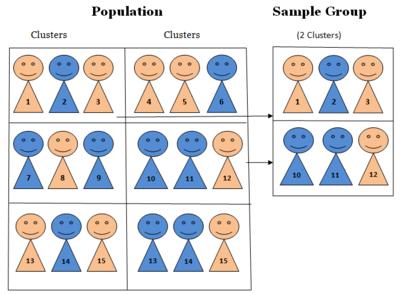 Population
Sample Group
Clusters
Clusters
(2 Clusters)
1 2 3
4 5 6
1 2 3
7 8 9
10 11 12
10 11 12
13 14 15
13 14 15